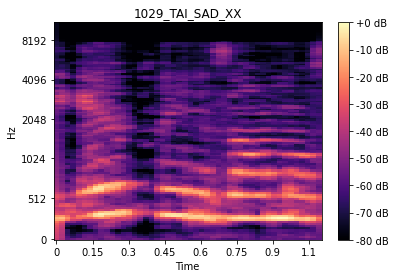 1029_TAI_SAD_XX
8192
4096
2048
1024
512
0
Hz
0 0.15 0.3 0.45 0.6 0.75 0.9 1.1
Time
+0 dB
-10 dB
-20 dB
-30 dB
-40 dB
-50 dB
-60 dB
-70 dB
-80 dB